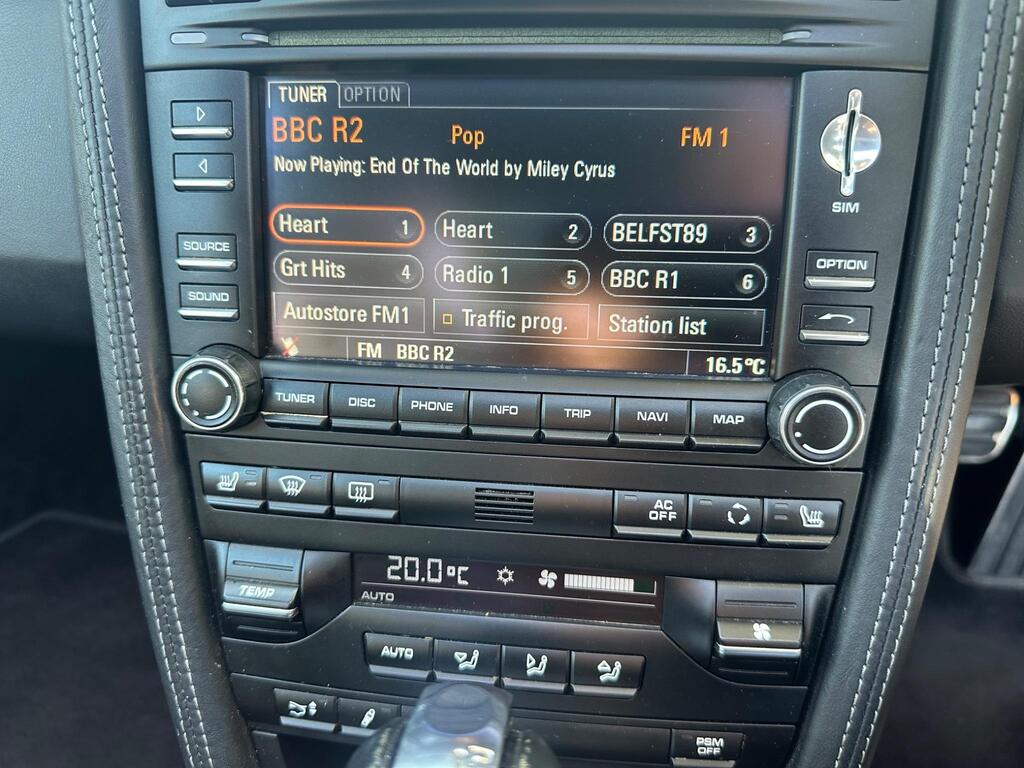 TUNER OPTION
BBC R2 Pop FM 1
Now Playing: End Of The World by Miley Cyrus
Heart 1 Heart 2 BELFST89 3
Grt Hits 4 Radio 1 5 BBC R1 6
Autostore FM1 Traffic prog. Station list
FM BBC R2 16.5°C
SOURCE
SOUND
SIM
OPTION
TUNER DISC PHONE INFO TRIP NAVI MAP
AC
OFF
TEMP
20.0°C
AUTO
AUTO
PSM
OFF